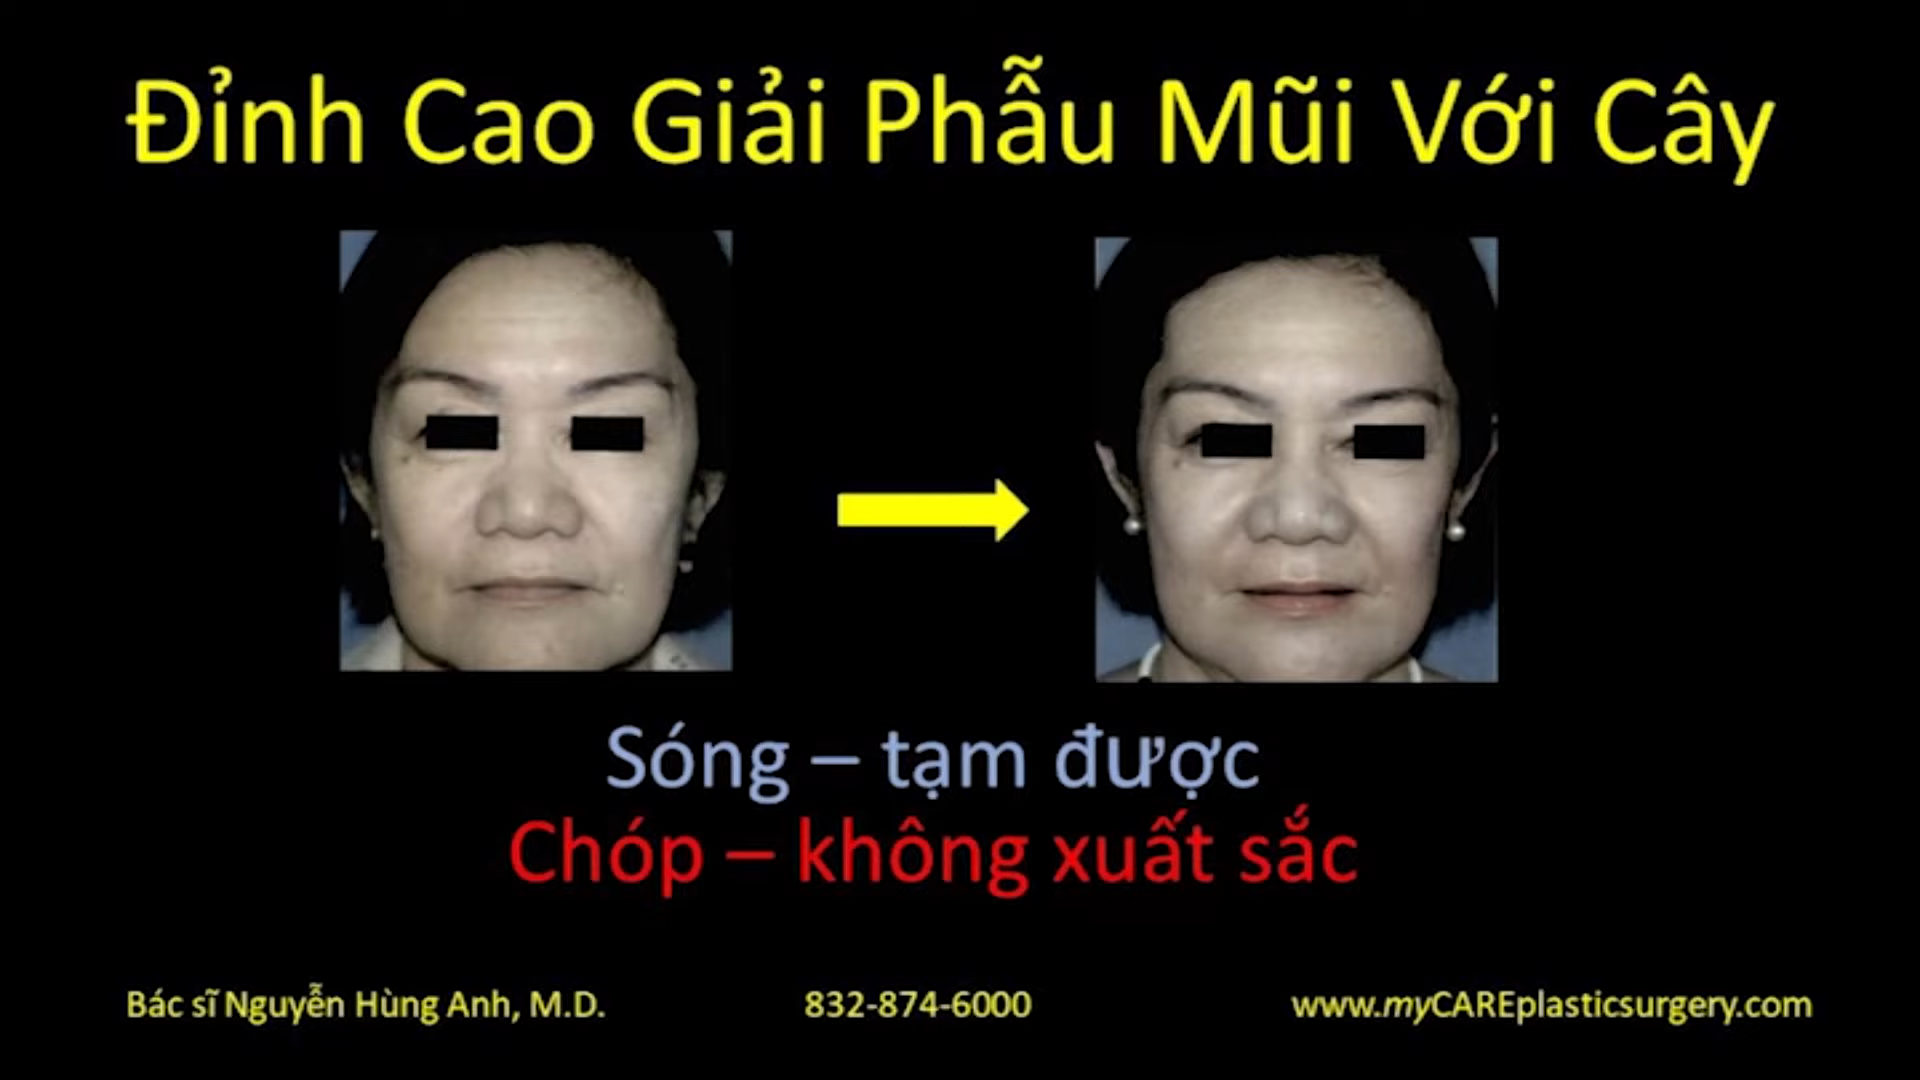 Đỉnh Cao Giải Phẫu Mũi Với Cây
Sóng – tạm được
Chóp – không xuất sắc
Bác sĩ Nguyễn Hùng Anh, M.D. 832-874-6000 www.myCAREplasticsurgery.com